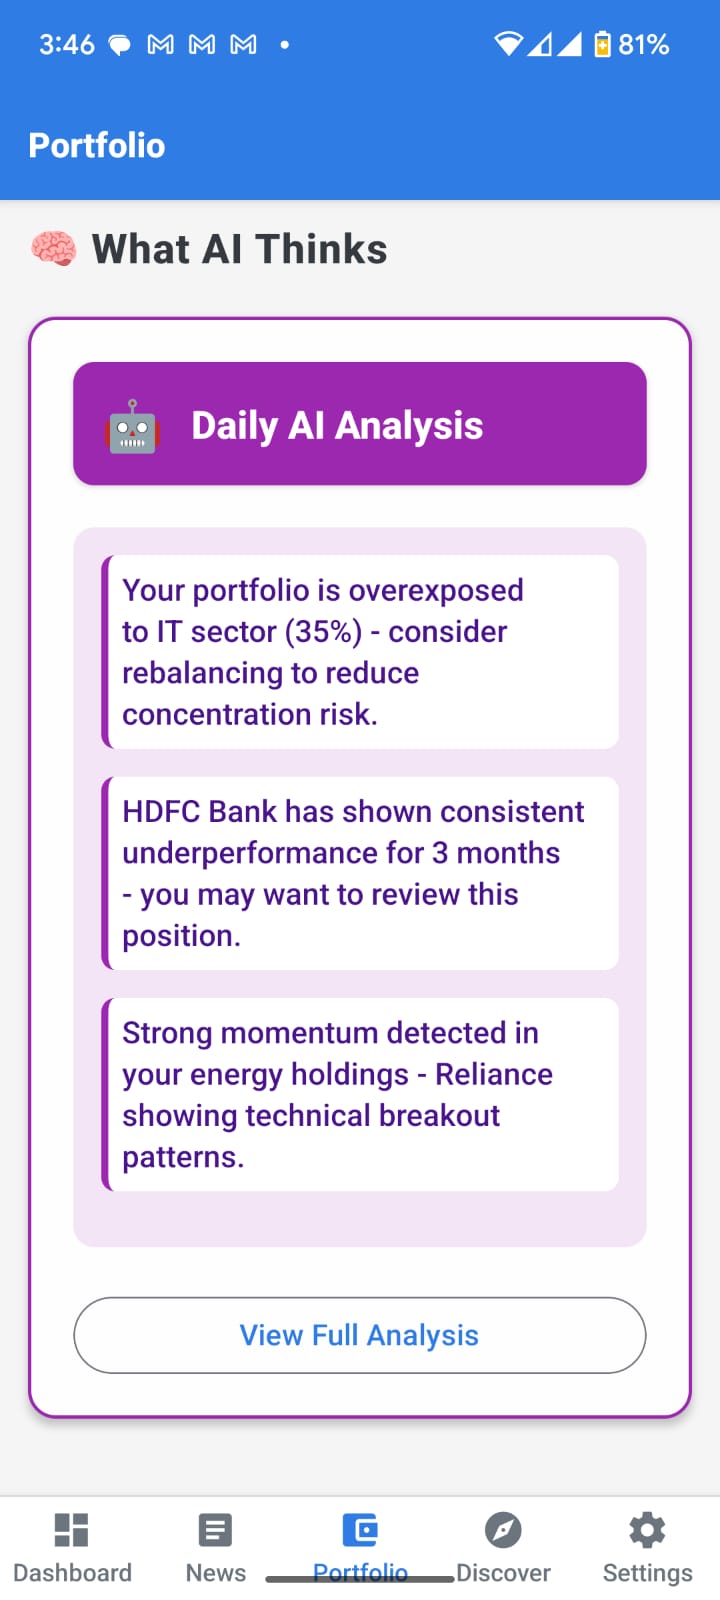 3:46
81%
Portfolio
What AI Thinks
Daily AI Analysis
Your portfolio is overexposed
to IT sector (35%) - consider
rebalancing to reduce
concentration risk.
HDFC Bank has shown consistent
underperformance for 3 months
- you may want to review this
position.
Strong momentum detected in
your energy holdings - Reliance
showing technical breakout
patterns.
View Full Analysis
Dashboard
News
Portfolio
Discover
Settings